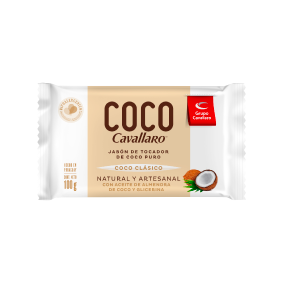 COCO
Cavallaro
JABÓN DE TOCADOR
DE COCO PURO
COCO CLÁSICO
NATURAL Y ARTESANAL
CON ACEITE DE ALMENDRA
DE COCO Y GLICERINA
Grupo
Cavallaro
100 g